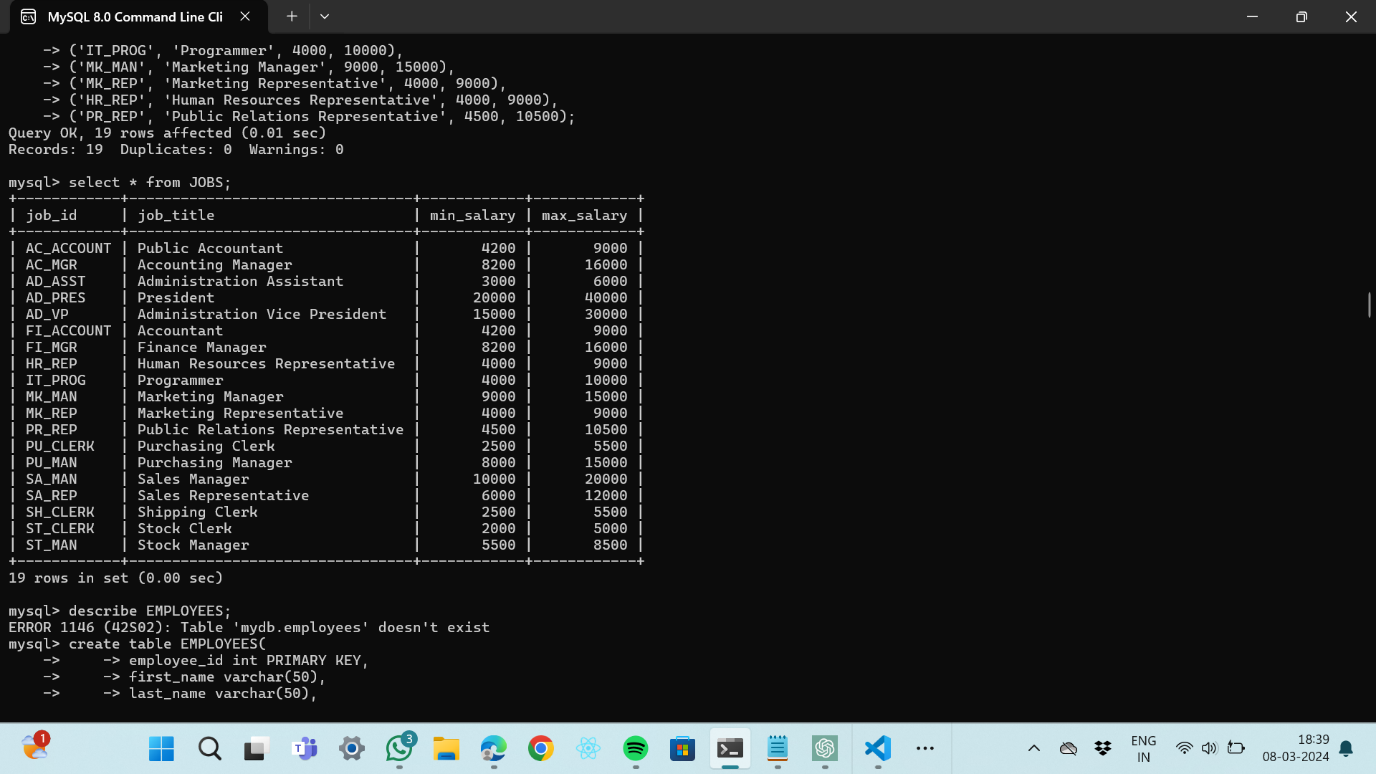 MySQL 8.0 Command Line Cli
-> ('IT_PROG', 'Programmer', 4000, 10000),
-> ('MK_MAN', 'Marketing Manager', 9000, 15000),
-> ('MK_REP', 'Marketing Representative', 4000, 9000),
-> ('HR_REP', 'Human Resources Representative', 4000, 9000),
-> ('PR_REP', 'Public Relations Representative', 4500, 10500);
Query OK, 19 rows affected (0.01 sec)
Records: 19  Duplicates: 0  Warnings: 0
mysql> select * from JOBS;
+------------+---------------------------------+------------+------------+
| job_id     | job_title                       | min_salary | max_salary |
+------------+---------------------------------+------------+------------+
| AC_ACCOUNT | Public Accountant               |       4200 |       9000 |
| AC_MGR     | Accounting Manager              |       8200 |      16000 |
| AD_ASST    | Administration Assistant        |       3000 |       6000 |
| AD_PRES    | President                       |      20000 |      40000 |
| AD_VP      | Administration Vice President   |      15000 |      30000 |
| FI_ACCOUNT | Accountant                      |       4200 |       9000 |
| FI_MGR     | Finance Manager                 |       8200 |      16000 |
| HR_REP     | Human Resources Representative  |       4000 |       9000 |
| IT_PROG    | Programmer                      |       4000 |      10000 |
| MK_MAN     | Marketing Manager               |       9000 |      15000 |
| MK_REP     | Marketing Representative        |       4000 |       9000 |
| PR_REP     | Public Relations Representative |       4500 |      10500 |
| PU_CLERK   | Purchasing Clerk                |       2500 |       5500 |
| PU_MAN     | Purchasing Manager              |       8000 |      15000 |
| SA_MAN     | Sales Manager                   |      10000 |      20000 |
| SA_REP     | Sales Representative            |       6000 |      12000 |
| SH_CLERK   | Shipping Clerk                  |       2500 |       5500 |
| ST_CLERK   | Stock Clerk                     |       2000 |       5000 |
| ST_MAN     | Stock Manager                   |       5500 |       8500 |
+------------+---------------------------------+------------+------------+
19 rows in set (0.00 sec)
mysql> describe EMPLOYEES;
ERROR 1146 (42S02): Table 'mydb.employees' doesn't exist
mysql> create table EMPLOYEES(
->     -> employee_id int PRIMARY KEY,
->     -> first_name varchar(50),
->     -> last_name varchar(50),
1
3
ENG
IN
18:39
08-03-2024